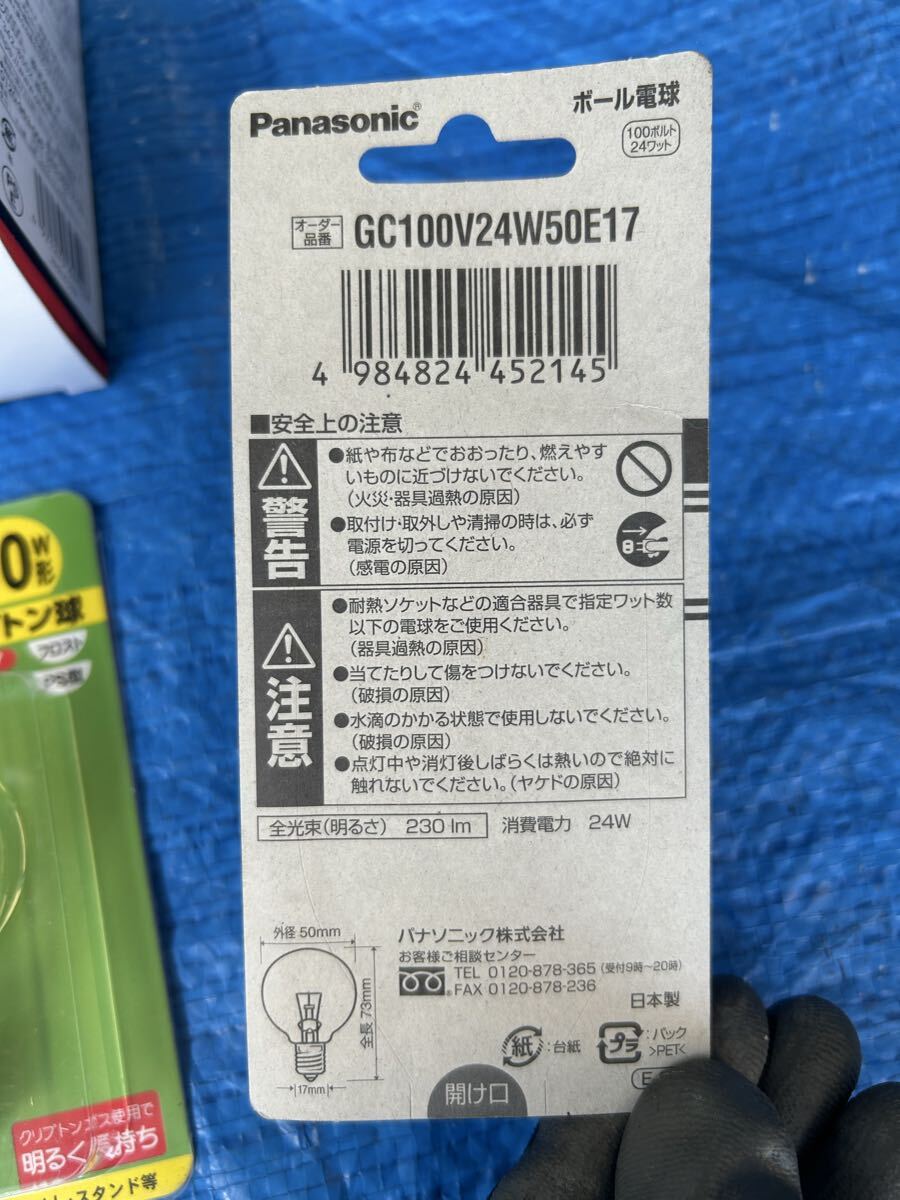 Panasonic®
ボール電球
100ボルト
24ワット
オーダー
品番
GC100V24W50E17
4 984824 452145
■安全上の注意
警告
●紙や布などでおおったり、燃えやす
いものに近づけないでください。
(火災・器具過熱の原因)
●取付け・取外しや清掃の時は、必ず
電源を切ってください。
(感電の原因)
注意
●耐熱ソケットなどの適合器具で指定ワット数
以下の電球をご使用ください。
(器具過熱の原因)
●当てたりして傷をつけないでください。
(破損の原因)
●水滴のかかる状態で使用しないでください。
(破損の原因)
●点灯中や消灯後しばらくは熱いので絶対に
触れないでください。(ヤケドの原因)
全光束(明るさ) 230 lm
消費電力 24W
外径 50mm
全長 73mm
17mm
パナソニック株式会社
お客様ご相談センター
TEL 0120-878-365 (受付9時〜20時)
FAX 0120-878-236
日本製
紙 :台紙
プラ :パック
>PET<
開け口
0W
形
トン球
フロスト
PS型
クリプトンガス使用で
明るく長持ち
スタンド等